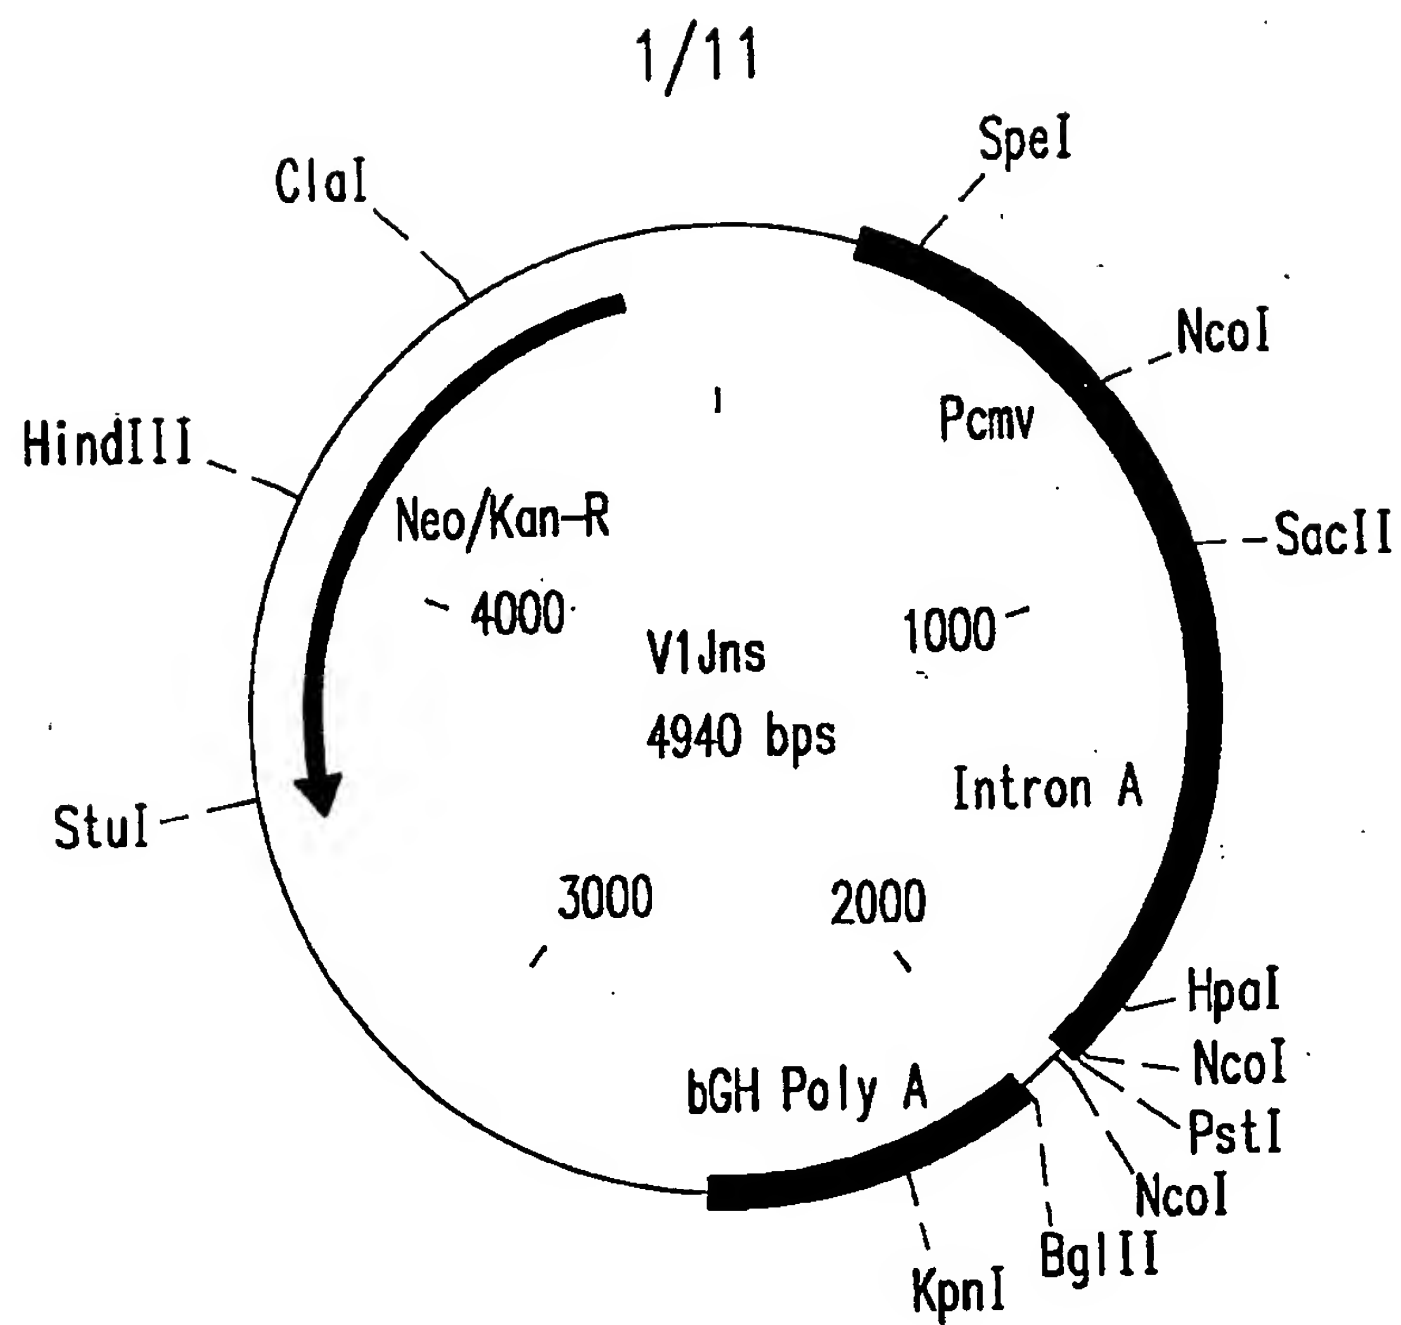 1/11
SpeI
ClaI
NcoI
Pcmv
HindIII
Neo/Kan-R
SacII
4000
1000
V1Jns
4940 bps
Intron A
StuI
3000
2000
HpaI
NcoI
bGH Poly A
PstI
NcoI
BglII
KpnI